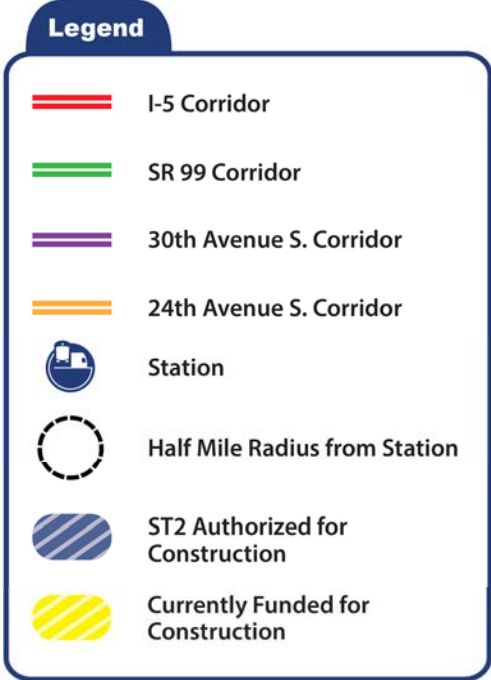 Legend
I-5 Corridor
SR 99 Corridor
30th Avenue S. Corridor
24th Avenue S. Corridor
Station
Half Mile Radius from Station
ST2 Authorized for
Construction
Currently Funded for
Construction